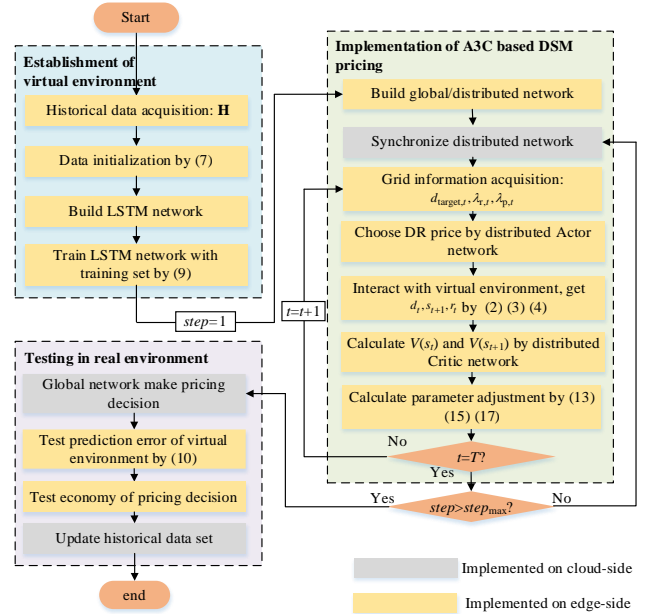 Start
Establishment of
virtual environment
Historical data acquisition: H
Data initialization by (7)
Build LSTM network
Train LSTM network with
training set by (9)
step=1
Implementation of A3C based DSM
pricing
Build global/distributed network
Synchronize distributed network
Grid information acquisition:
d_target,t, λ_r,t, λ_p,t
Choose DR price by distributed Actor
network
Interact with virtual environment, get
d_t, s_t+1, r_t by (2) (3) (4)
Calculate V(s_t) and V(s_t+1) by distributed
Critic network
Calculate parameter adjustment by (13)
(15) (17)
t=t+1
No
t=T?
Yes
Yes
step>step_max?
No
Testing in real environment
Global network make pricing
decision
Test prediction error of virtual
environment by (10)
Test economy of pricing decision
Update historical data set
end
Implemented on cloud-side
Implemented on edge-side